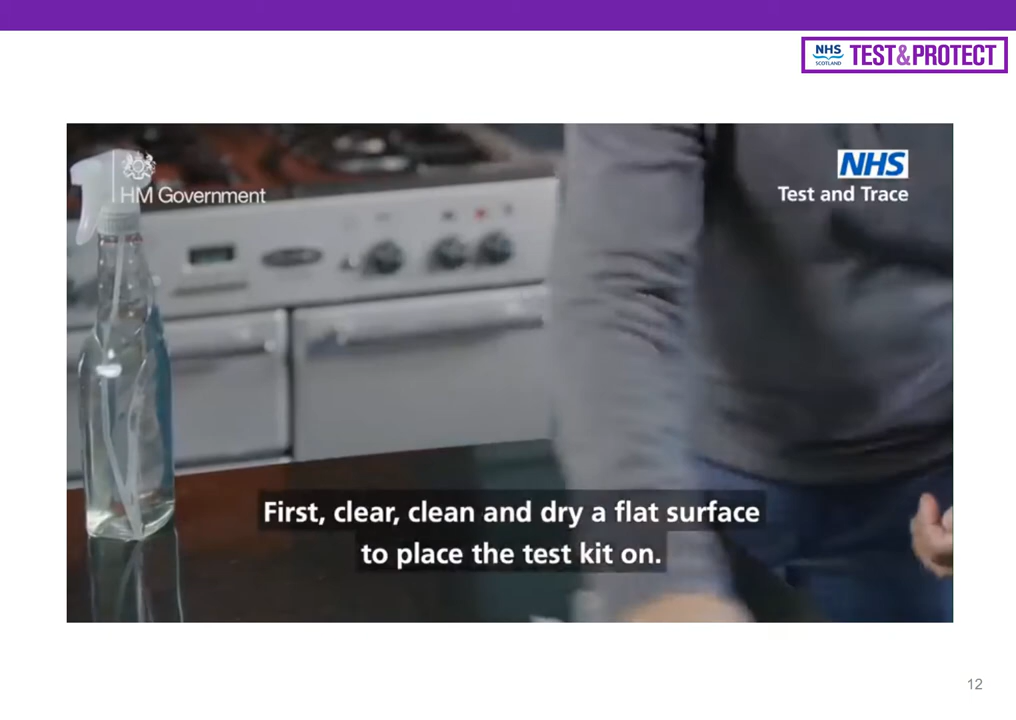 NHS
SCOTLAND
TEST&PROTECT
HM Government
NHS
Test and Trace
First, clear, clean and dry a flat surface
to place the test kit on.
12